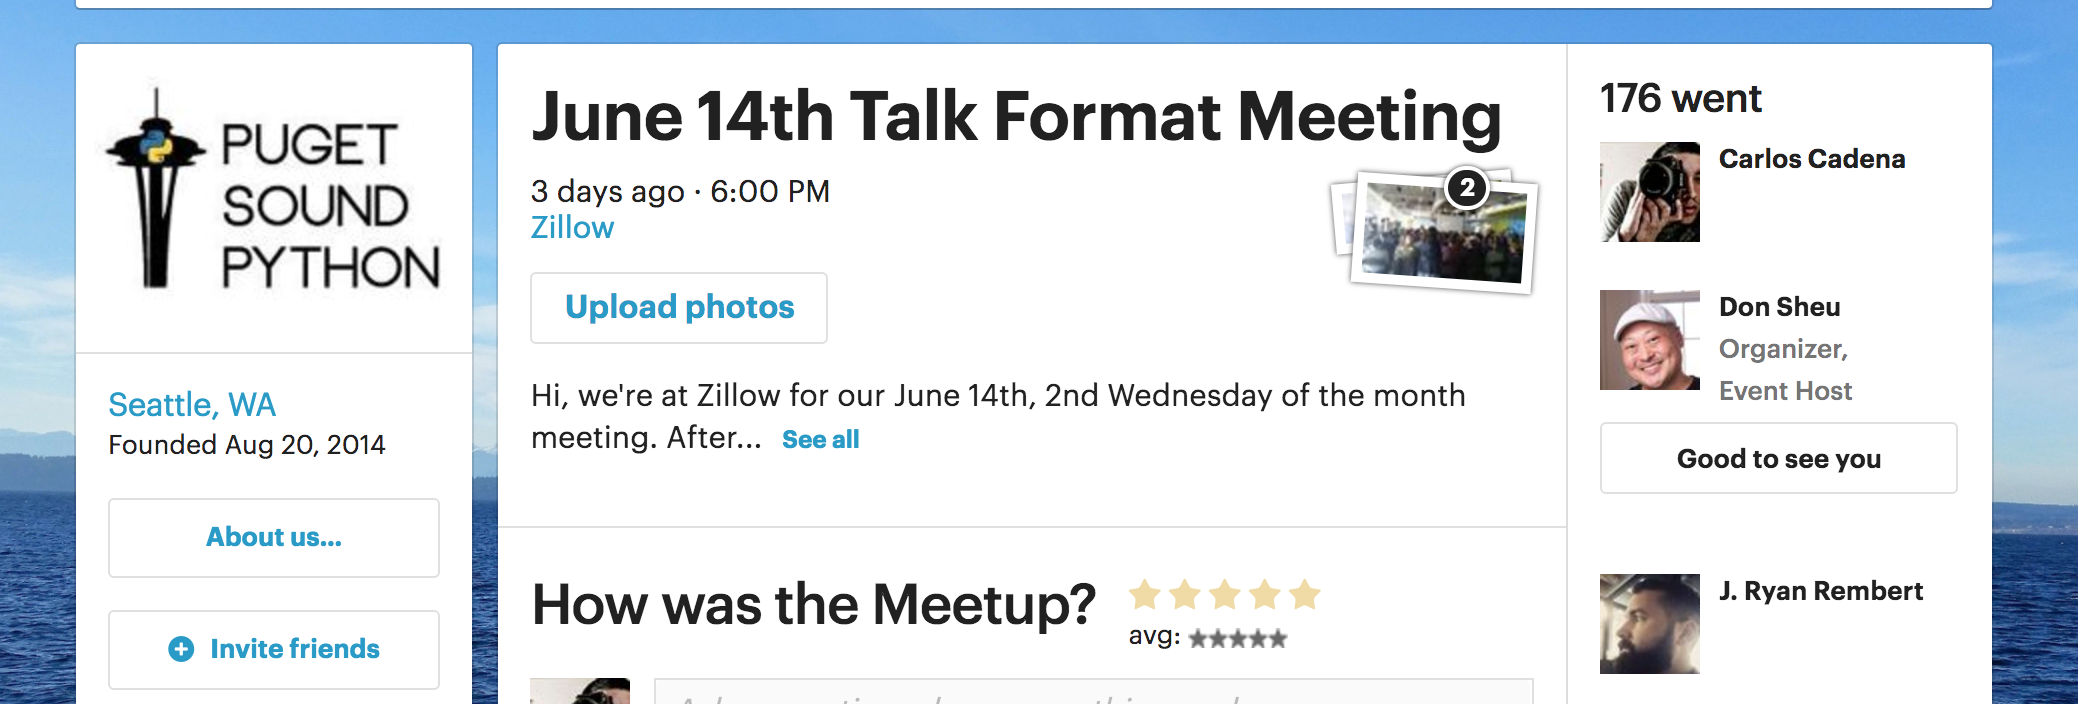 PUGET
SOUND
PYTHON
Seattle, WA
Founded Aug 20, 2014
About us...
Invite friends
June 14th Talk Format Meeting
3 days ago · 6:00 PM
Zillow
2
Upload photos
Hi, we're at Zillow for our June 14th, 2nd Wednesday of the month
meeting. After... See all
How was the Meetup?
avg:
176 went
Carlos Cadena
Don Sheu
Organizer,
Event Host
Good to see you
J. Ryan Rembert